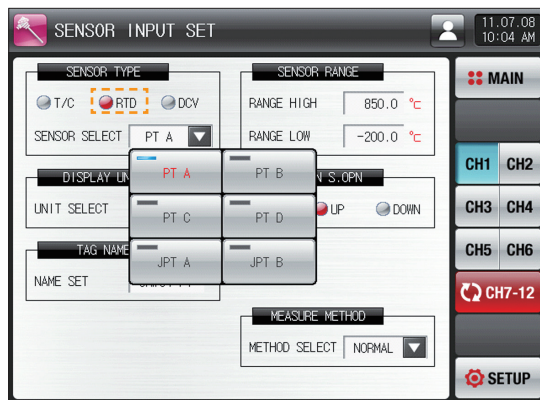 SENSOR INPUT SET
11.07.08
10:04 AM
SENSOR TYPE
T/C RTD DCV
SENSOR SELECT PT A
SENSOR RANGE
RANGE HIGH 850.0 ℃
RANGE LOW -200.0 ℃
PT A PT B
PT C PT D
JPT A JPT B
DISPLAY UN
N S.OPN
UNIT SELECT
UP DOWN
TAG NAME
NAME SET
MEASURE METHOD
METHOD SELECT NORMAL
MAIN
CH1 CH2
CH3 CH4
CH5 CH6
CH7-12
SETUP